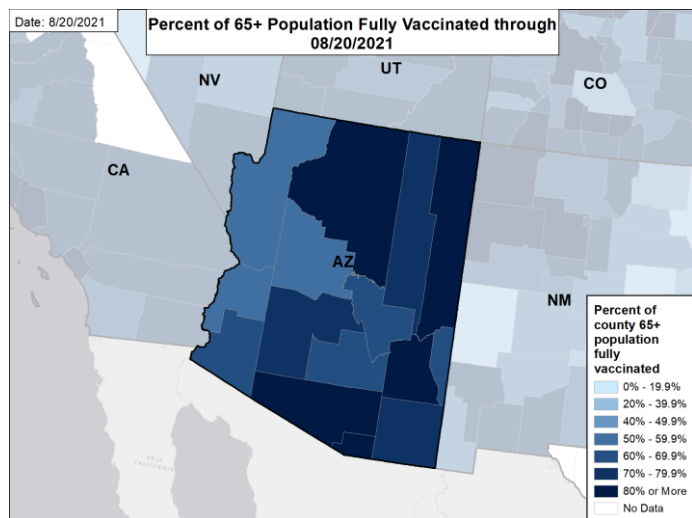 Date: 8/20/2021
Percent of 65+ Population Fully Vaccinated through
08/20/2021
NV
UT
CO
CA
AZ
NM
BAJA
CALIFORNIA
Percent of
county 65+
population
fully
vaccinated
0% - 19.9%
20% - 39.9%
40% - 49.9%
50% - 59.9%
60% - 69.9%
70% - 79.9%
80% or More
No Data